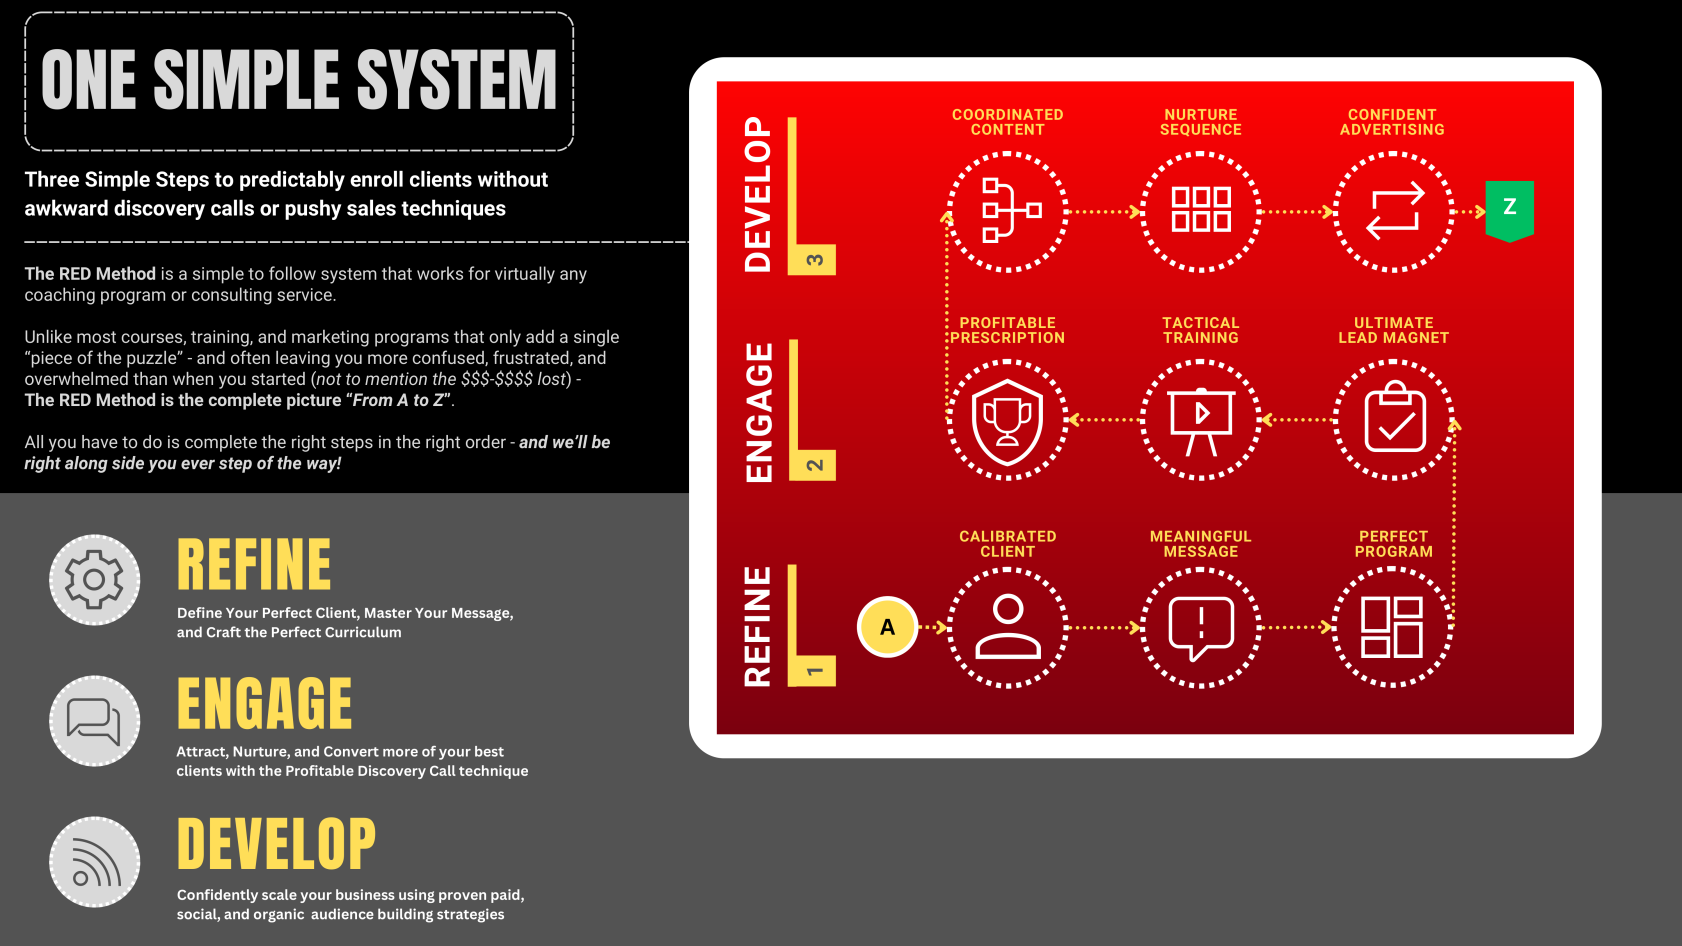 ONE SIMPLE SYSTEM
Three Simple Steps to predictably enroll clients without
awkward discovery calls or pushy sales techniques
The RED Method is a simple to follow system that works for virtually any
coaching program or consulting service.
Unlike most courses, training, and marketing programs that only add a single
“piece of the puzzle” - and often leaving you more confused, frustrated, and
overwhelmed than when you started (not to mention the $$$-$$$$ lost) -
The RED Method is the complete picture “From A to Z”.
All you have to do is complete the right steps in the right order - and we’ll be
right along side you ever step of the way!
REFINE
Define Your Perfect Client, Master Your Message,
and Craft the Perfect Curriculum
ENGAGE
Attract, Nurture, and Convert more of your best
clients with the Profitable Discovery Call technique
DEVELOP
Confidently scale your business using proven paid,
social, and organic  audience building strategies
DEVELOP
3
COORDINATED
CONTENT
NURTURE
SEQUENCE
CONFIDENT
ADVERTISING
Z
ENGAGE
2
PROFITABLE
PRESCRIPTION
TACTICAL
TRAINING
ULTIMATE
LEAD MAGNET
REFINE
1
A
CALIBRATED
CLIENT
MEANINGFUL
MESSAGE
PERFECT
PROGRAM